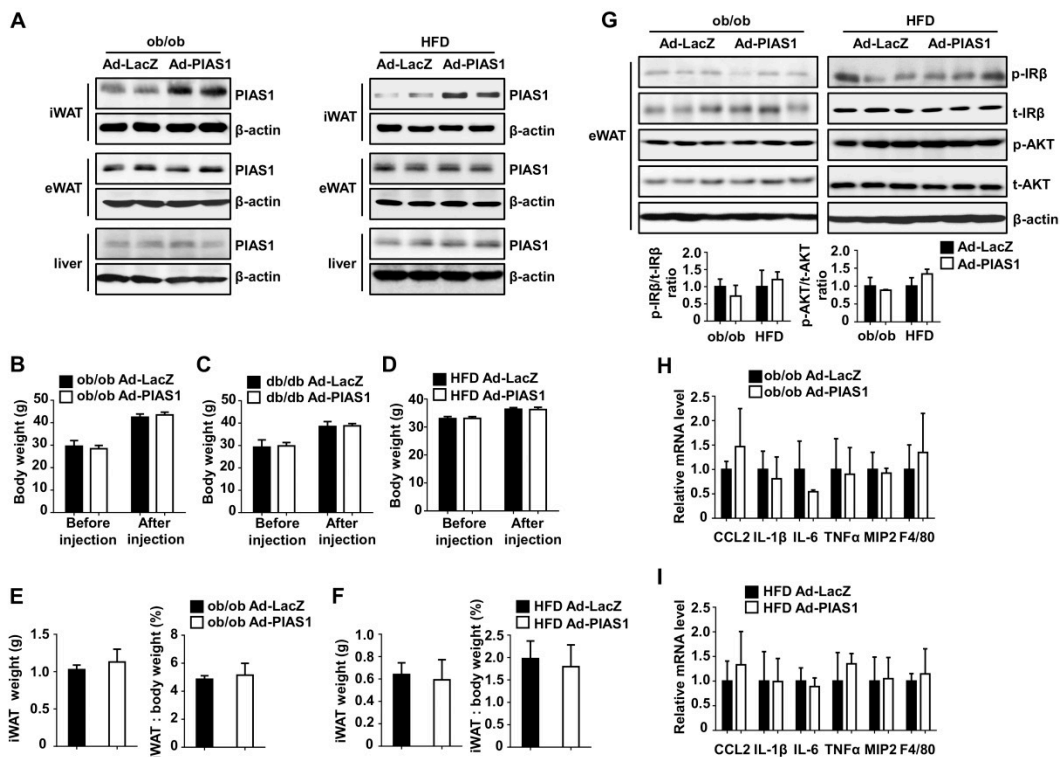 A
ob/ob
Ad-LacZ Ad-PIAS1
iWAT
PIAS1
β-actin
eWAT
PIAS1
β-actin
liver
PIAS1
β-actin
HFD
Ad-LacZ Ad-PIAS1
iWAT
PIAS1
β-actin
eWAT
PIAS1
β-actin
liver
PIAS1
β-actin
B
ob/ob Ad-LacZ
ob/ob Ad-PIAS1
Body weight (g)
50
40
30
20
10
0
Before injection
After injection
C
db/db Ad-LacZ
db/db Ad-PIAS1
Body weight (g)
50
40
30
20
10
0
Before injection
After injection
D
HFD Ad-LacZ
HFD Ad-PIAS1
Body weight (g)
40
30
20
10
0
Before injection
After injection
E
ob/ob Ad-LacZ
ob/ob Ad-PIAS1
iWAT weight (g)
1.5
1.0
0.5
0
iWAT : body weight (%)
8
6
4
2
0
F
HFD Ad-LacZ
HFD Ad-PIAS1
iWAT weight (g)
1.0
0.8
0.6
0.4
0.2
0
iWAT : body weight (%)
2.5
2.0
1.5
1.0
0.5
0
G
ob/ob
HFD
Ad-LacZ Ad-PIAS1
Ad-LacZ Ad-PIAS1
eWAT
p-IRβ
t-IRβ
p-AKT
t-AKT
β-actin
p-IRβ/t-IRβ
ratio
2.0
1.5
1.0
0.5
0
ob/ob HFD
p-AKT/t-AKT
ratio
2.0
1.5
1.0
0.5
0
ob/ob HFD
Ad-LacZ
Ad-PIAS1
H
ob/ob Ad-LacZ
ob/ob Ad-PIAS1
Relative mRNA level
2.5
2.0
1.5
1.0
0.5
0
CCL2 IL-1β IL-6 TNFα MIP2 F4/80
I
HFD Ad-LacZ
HFD Ad-PIAS1
Relative mRNA level
2.5
2.0
1.5
1.0
0.5
0
CCL2 IL-1β IL-6 TNFα MIP2 F4/80